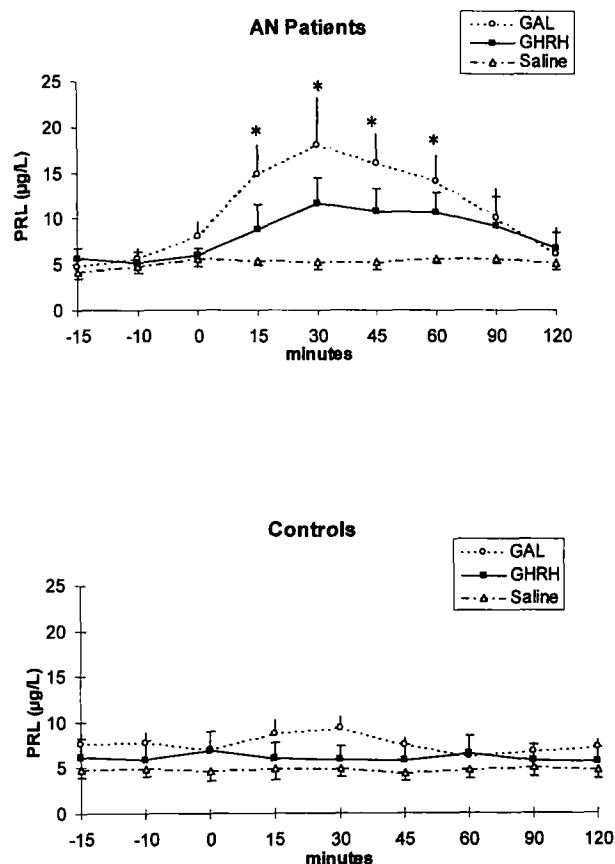 AN Patients
GAL
GHRH
Saline
25
20
15
10
5
0
PRL (µg/L)
* * * *
-15 -10 0 15 30 45 60 90 120
minutes
Controls
GAL
GHRH
Saline
25
20
15
10
5
0
PRL (µg/L)
-15 -10 0 15 30 45 60 90 120
minutes